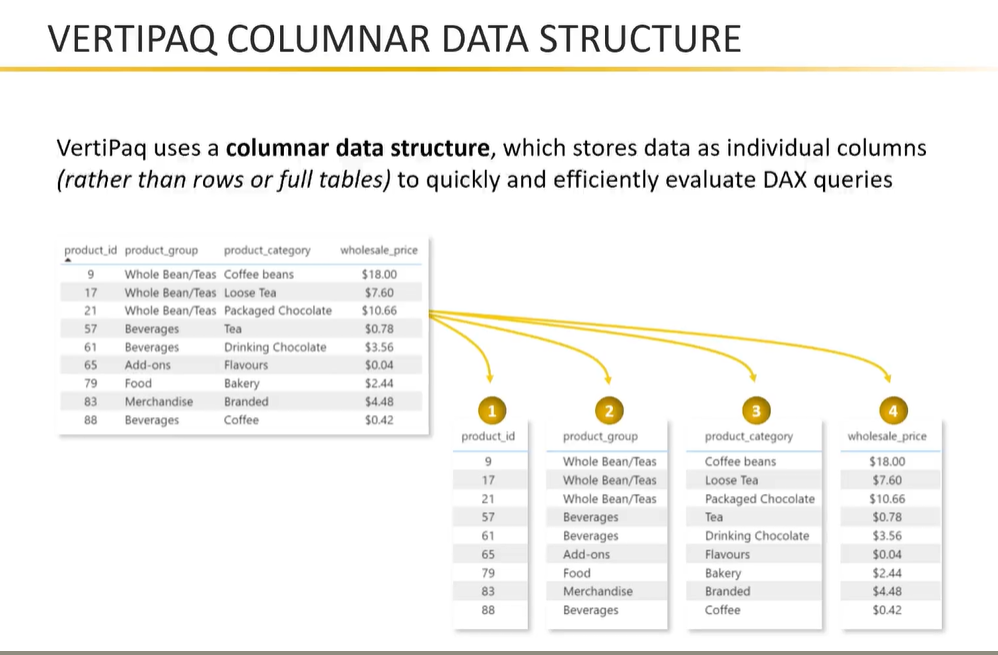 VERTIPAQ COLUMNAR DATA STRUCTURE
VertiPaq uses a columnar data structure, which stores data as individual columns
(rather than rows or full tables) to quickly and efficiently evaluate DAX queries
product_id product_group product_category wholesale_price
9 Whole Bean/Teas Coffee beans $18.00
17 Whole Bean/Teas Loose Tea $7.60
21 Whole Bean/Teas Packaged Chocolate $10.66
57 Beverages Tea $0.78
61 Beverages Drinking Chocolate $3.56
65 Add-ons Flavours $0.04
79 Food Bakery $2.44
83 Merchandise Branded $4.48
88 Beverages Coffee $0.42
1 2 3 4
product_id product_group product_category wholesale_price
9 Whole Bean/Teas Coffee beans $18.00
17 Whole Bean/Teas Loose Tea $7.60
21 Whole Bean/Teas Packaged Chocolate $10.66
57 Beverages Tea $0.78
61 Beverages Drinking Chocolate $3.56
65 Add-ons Flavours $0.04
79 Food Bakery $2.44
83 Merchandise Branded $4.48
88 Beverages Coffee $0.42